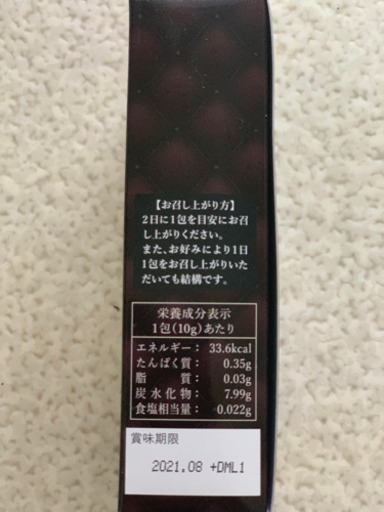 【お召し上がり方】
2日に1包を目安にお召
し上がりください。
また、お好みにより1日
1包をお召し上がりいた
だいても結構です。
栄養成分表示
1包(10g)あたり
エネルギー: 33.6kcal
たんぱく質: 0.35g
脂質: 0.03g
炭水化物: 7.99g
食塩相当量: 0.022g
賞味期限
2021.08 +DML1